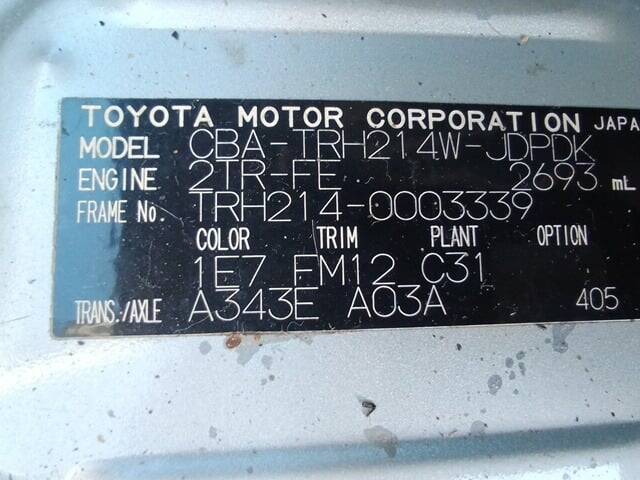 TOYOTA MOTOR CORPORATION JAPA
MODEL CBA-TRH214W-JDPDK
ENGINE 2TR-FE 2693 mL
FRAME No. TRH214-0003339
COLOR TRIM PLANT OPTION
1E7 FM12 C31
TRANS./AXLE A343E A03A 405